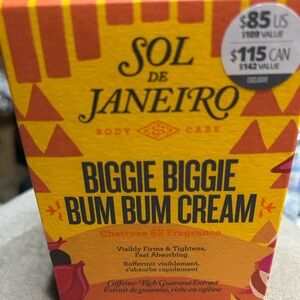 $85 US
$109 VALUE
$115 CAN
$142 VALUE
EXCLUSIVE
SOL
DE
JANEIRO
BODY CARE
BIGGIE BIGGIE
BUM BUM CREAM
Cheirosa 62 Fragrance
Visibly Firms & Tightens,
Fast Absorbing
Raffermit visiblement,
s'absorbe rapidement
Caffeine-Rich Guaraná Extract
Extrait de guarana, riche en caféine